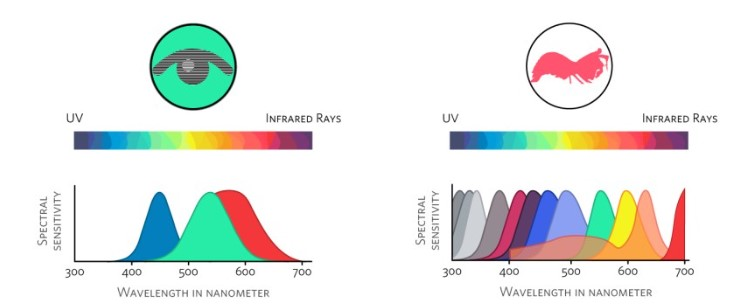 UV INFRARED RAYS
SPECTRAL
SENSITIVITY
300 400 500 600 700
WAVELENGTH IN NANOMETER
UV INFRARED RAYS
SPECTRAL
SENSITIVITY
300 400 500 600 700
WAVELENGTH IN NANOMETER